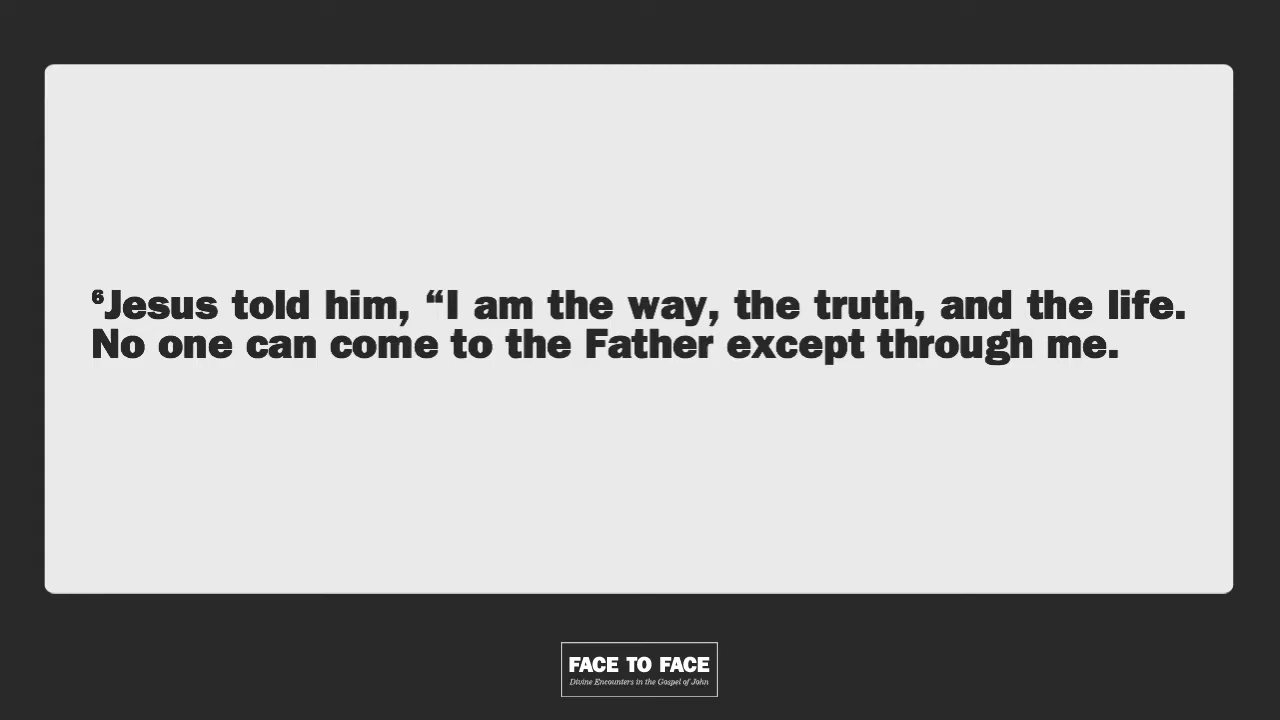 ⁶Jesus told him, “I am the way, the truth, and the life.
No one can come to the Father except through me.
FACE TO FACE
Divine Encounters in the Gospel of John